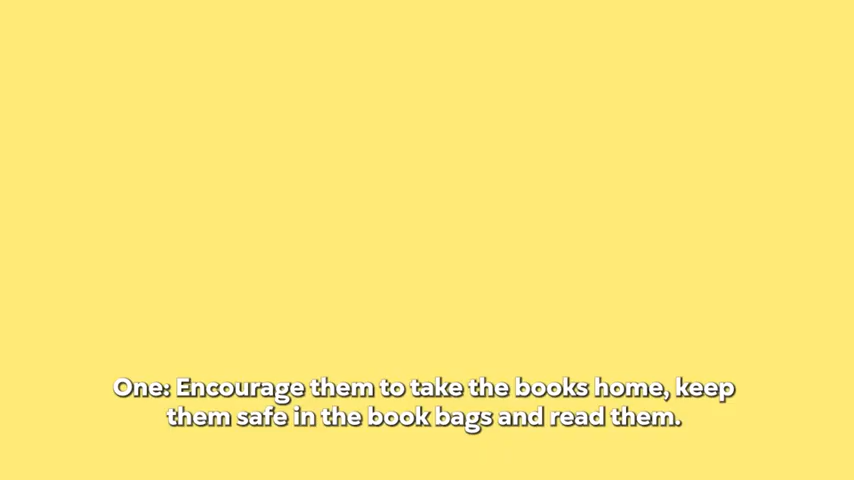 One: Encourage them to take the books home, keep
them safe in the book bags and read them.